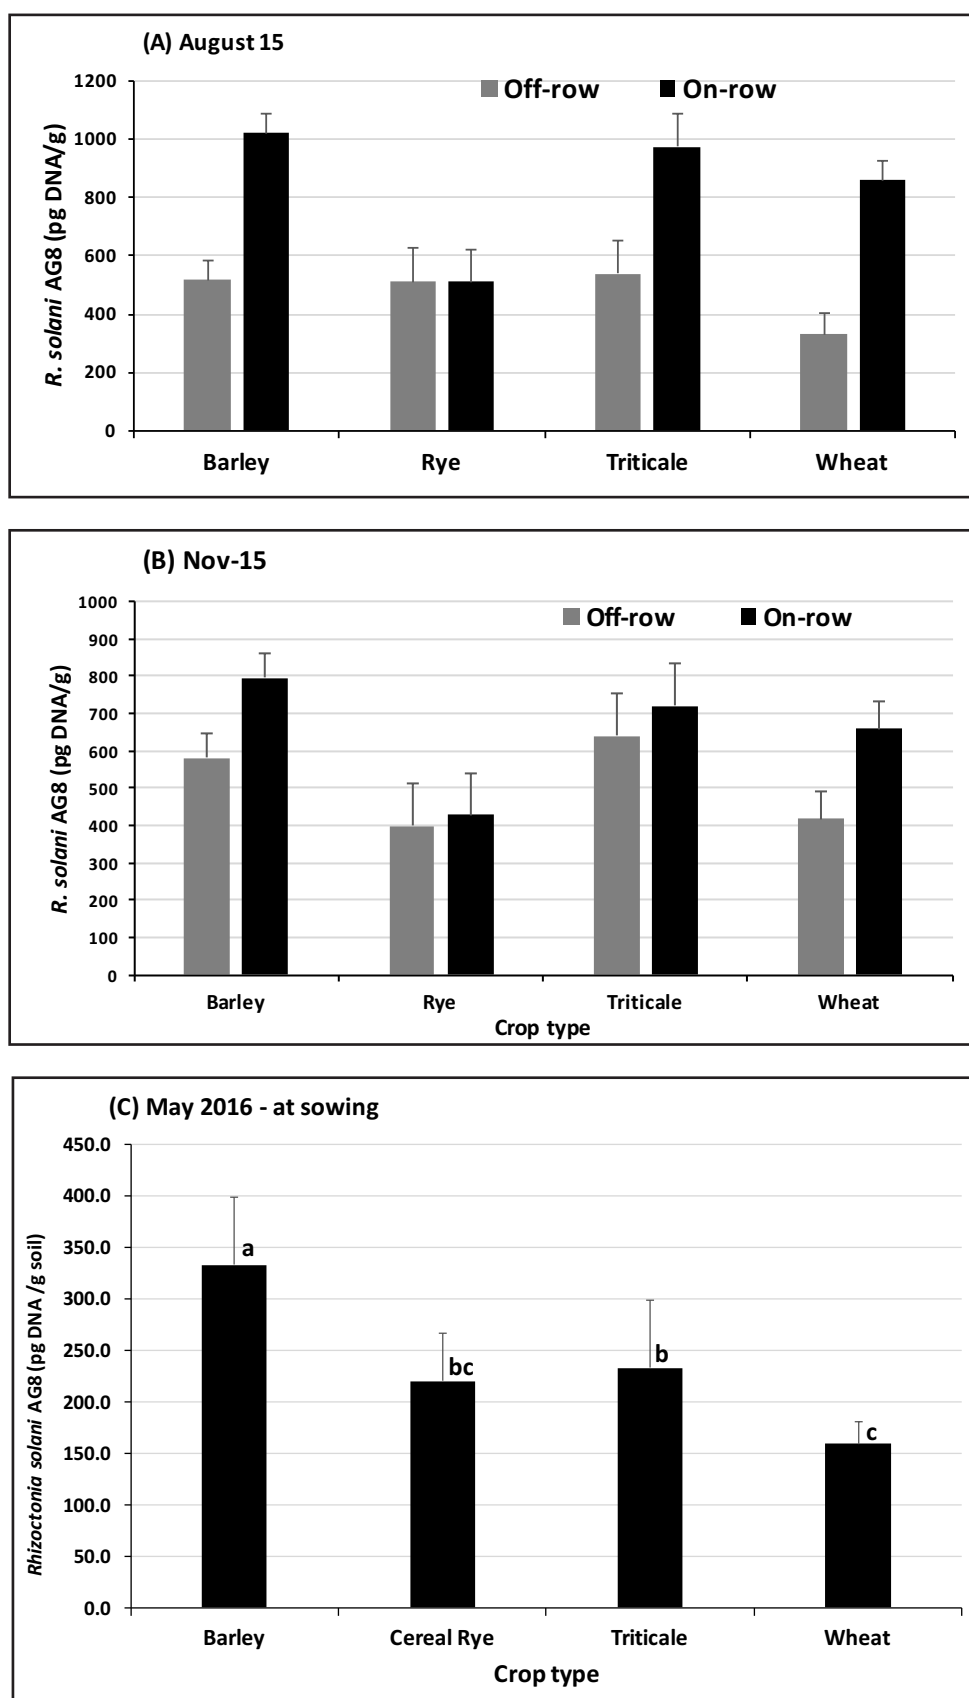 (A) August 15
Off-row On-row
R. solani AG8 (pg DNA/g)
1200
1000
800
600
400
200
0
Barley Rye Triticale Wheat
(B) Nov-15
Off-row On-row
R. solani AG8 (pg DNA/g)
1000
900
800
700
600
500
400
300
200
100
0
Barley Rye Triticale Wheat
Crop type
(C) May 2016 - at sowing
Rhizoctonia solani AG8 (pg DNA /g soil)
450.0
400.0
350.0
300.0
250.0
200.0
150.0
100.0
50.0
0.0
a
bc
b
c
Barley Cereal Rye Triticale Wheat
Crop type